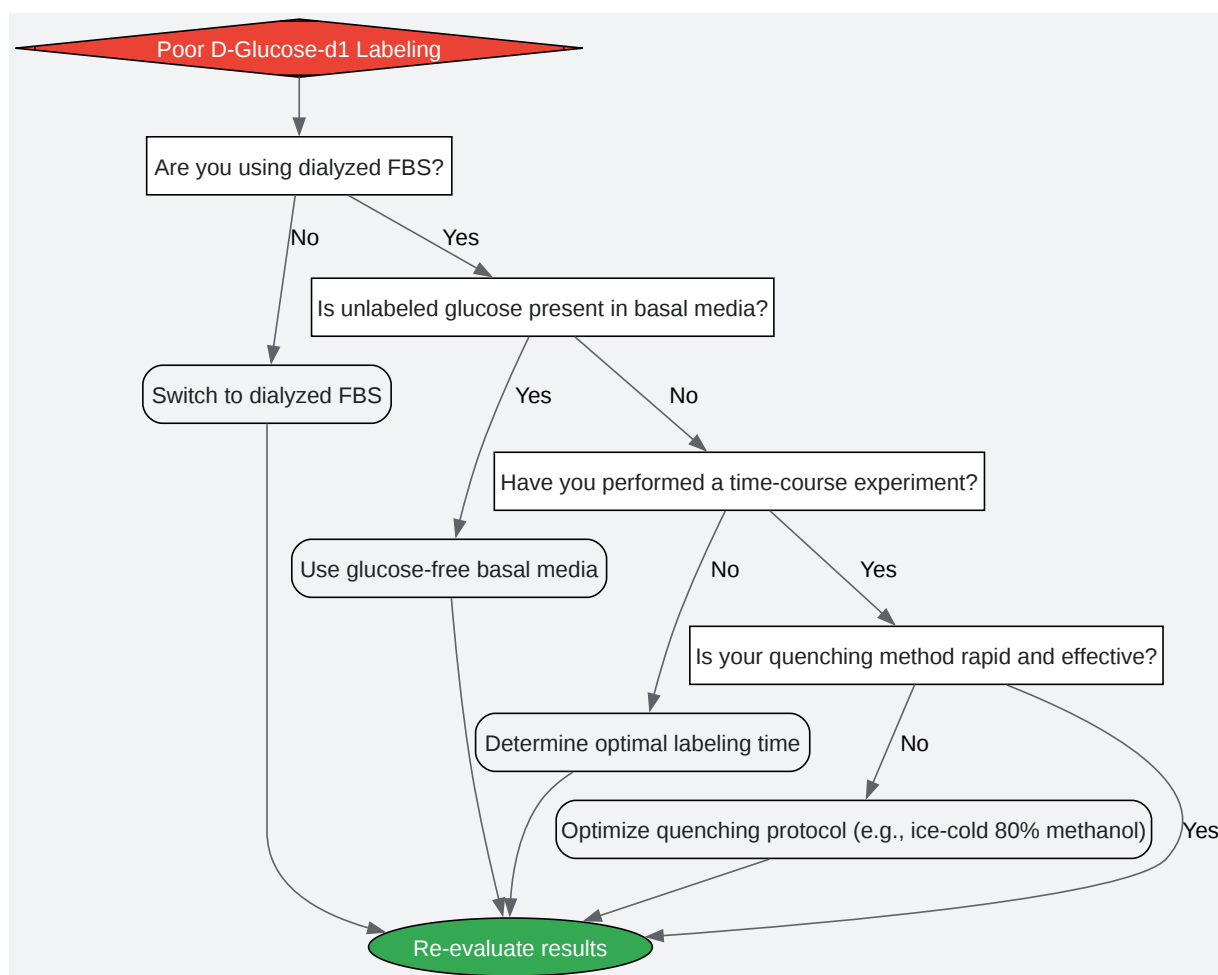 Poor D-Glucose-d1 Labeling
Are you using dialyzed FBS?
No
Yes
Is unlabeled glucose present in basal media?
Switch to dialyzed FBS
Yes
No
Have you performed a time-course experiment?
Use glucose-free basal media
No
Yes
Is your quenching method rapid and effective?
Determine optimal labeling time
No
Optimize quenching protocol (e.g., ice-cold 80% methanol)
Yes
Re-evaluate results